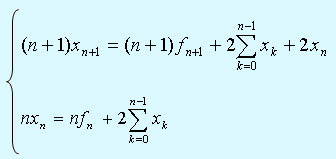 (n+1)x_{n+1} = (n+1)f_{n+1} + 2\sum_{k=0}^{n-1} x_k + 2x_n
nx_n = nf_n + 2\sum_{k=0}^{n-1} x_k